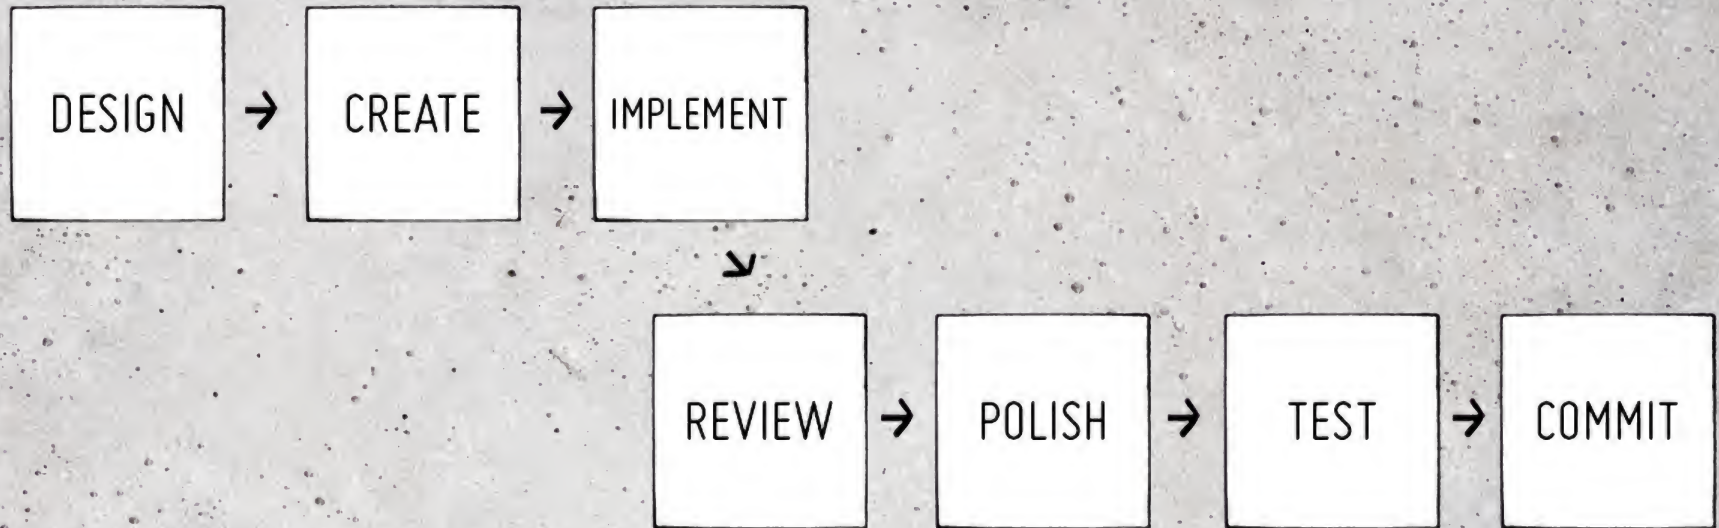 DESIGN → CREATE → IMPLEMENT
REVIEW → POLISH → TEST → COMMIT